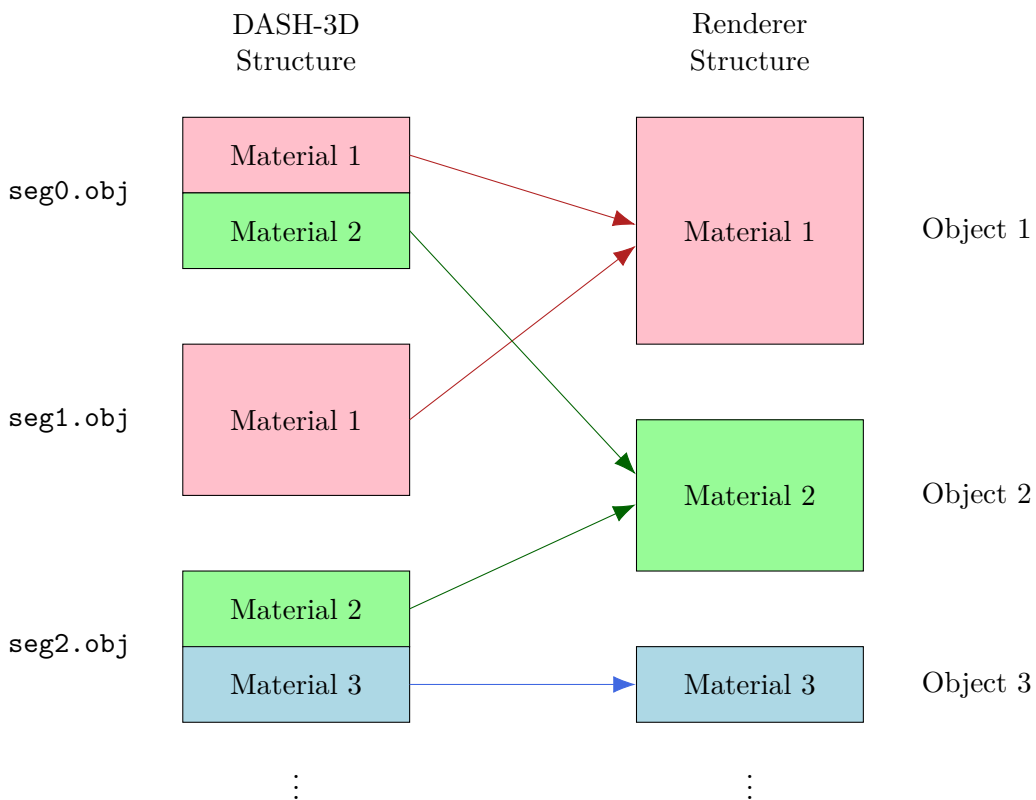 DASH-3D
Structure
Renderer
Structure
seg0.obj
Material 1
Material 2
Material 1
Object 1
seg1.obj
Material 1
Material 2
Object 2
seg2.obj
Material 2
Material 3
Material 3
Object 3
⋮
⋮